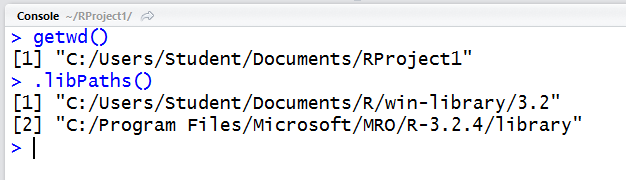 Console ~/RProject1/
> getwd()
[1] "C:/Users/Student/Documents/RProject1"
> .libPaths()
[1] "C:/Users/Student/Documents/R/win-library/3.2"
[2] "C:/Program Files/Microsoft/MRO/R-3.2.4/library"
>